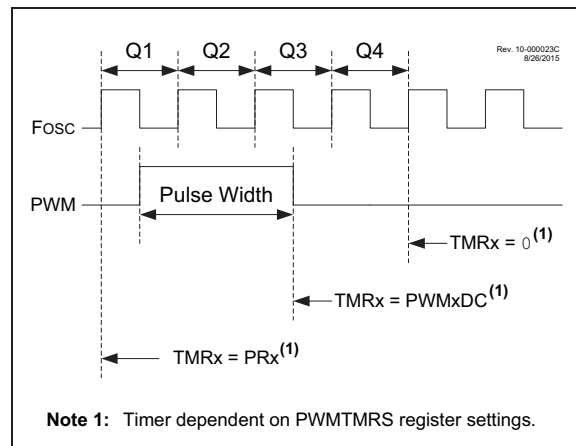 Q1 Q2 Q3 Q4
Rev. 10-000023C
8/26/2015
FOSC
PWM
Pulse Width
TMRx = 0(1)
TMRx = PWMxDC(1)
TMRx = PRx(1)
Note 1: Timer dependent on PWMTMRS register settings.